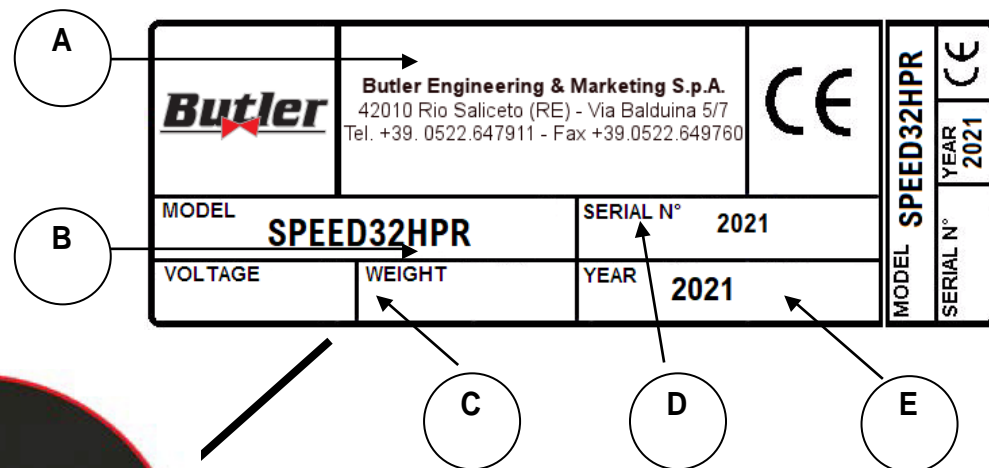 A
Butler
Butler Engineering & Marketing S.p.A.
42010 Rio Saliceto (RE) - Via Balduina 5/7
Tel. +39. 0522.647911 - Fax +39.0522.649760
CE
B
MODEL SPEED32HPR
SERIAL N° 2021
VOLTAGE
WEIGHT
YEAR 2021
MODEL SPEED32HPR
SERIAL N°
YEAR 2021
CE
C
D
E